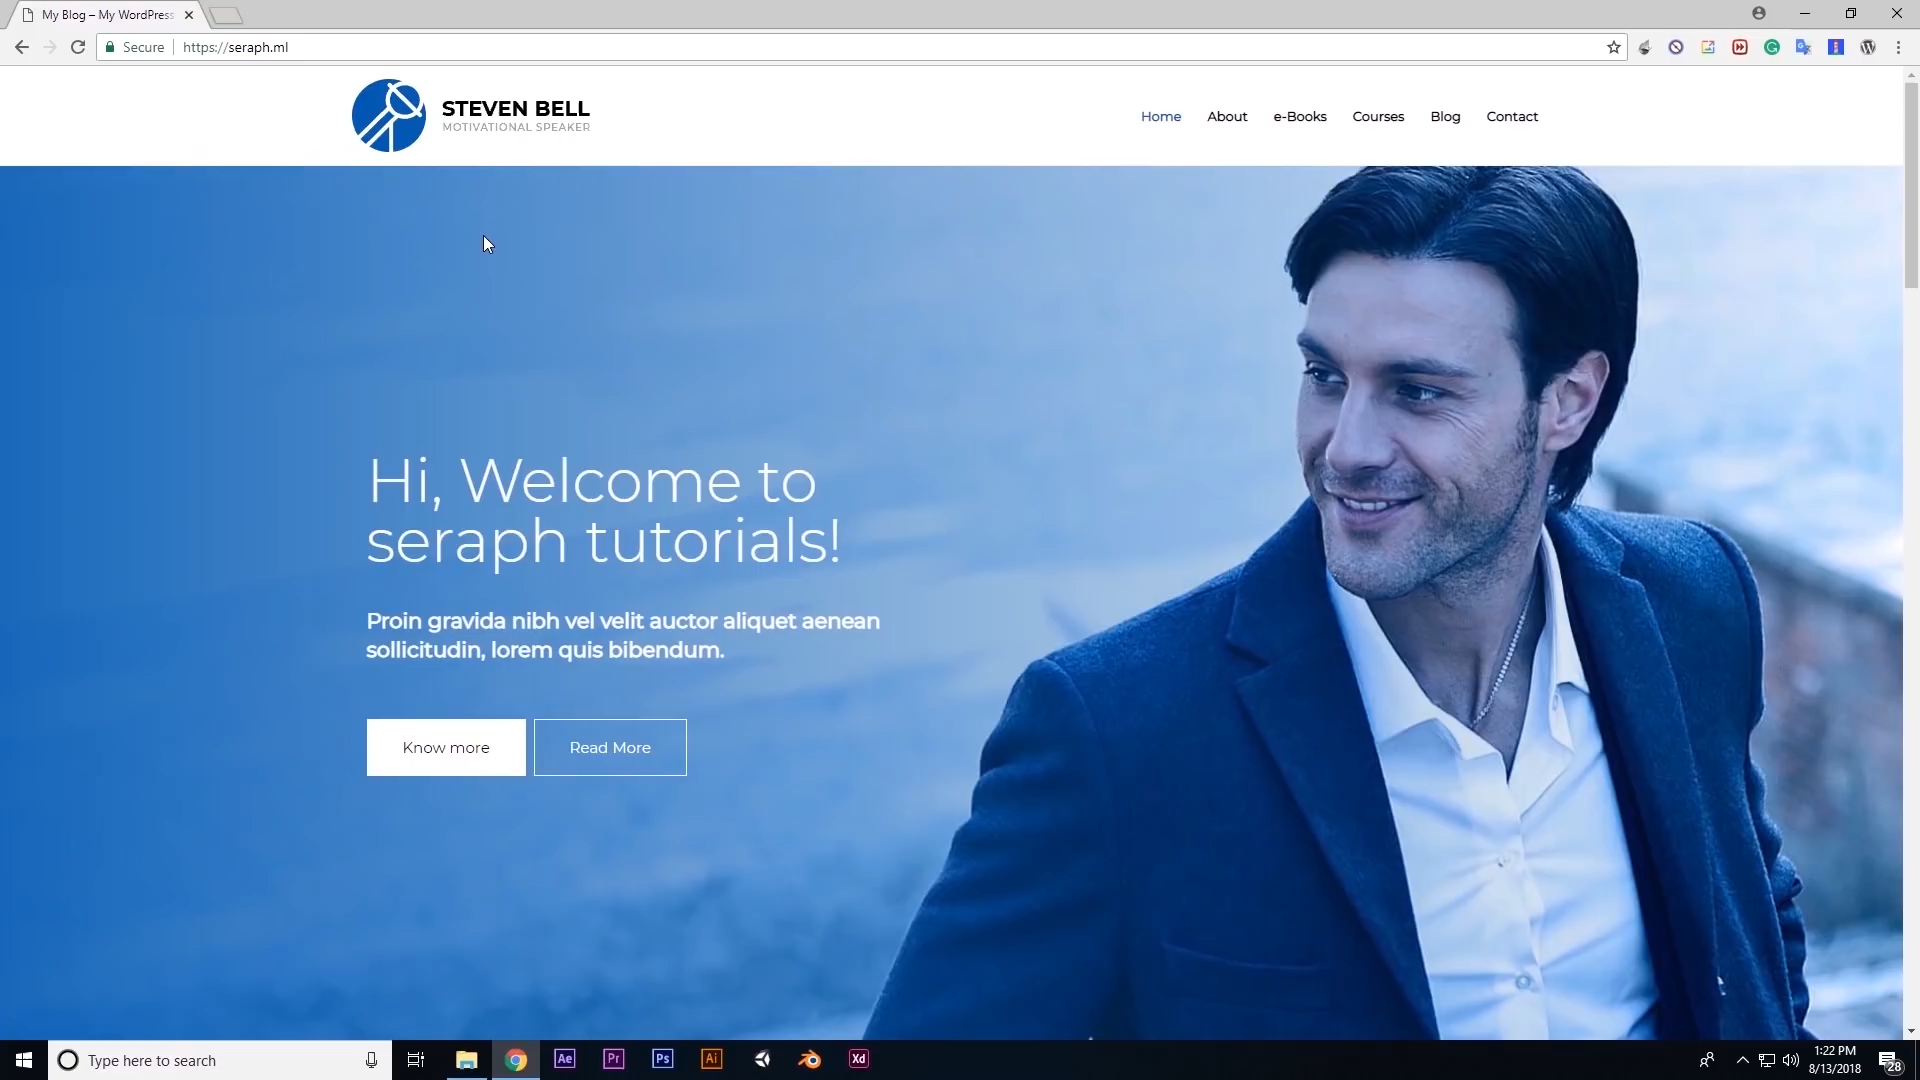 My Blog – My WordPress
Secure
https://seraph.ml
STEVEN BELL
MOTIVATIONAL SPEAKER
Home
About
e-Books
Courses
Blog
Contact
Hi, Welcome to
seraph tutorials!
Proin gravida nibh vel velit auctor aliquet aenean
sollicitudin, lorem quis bibendum.
Know more
Read More
Type here to search
Ae
Pr
Ps
Ai
Xd
1:22 PM
8/13/2018
28